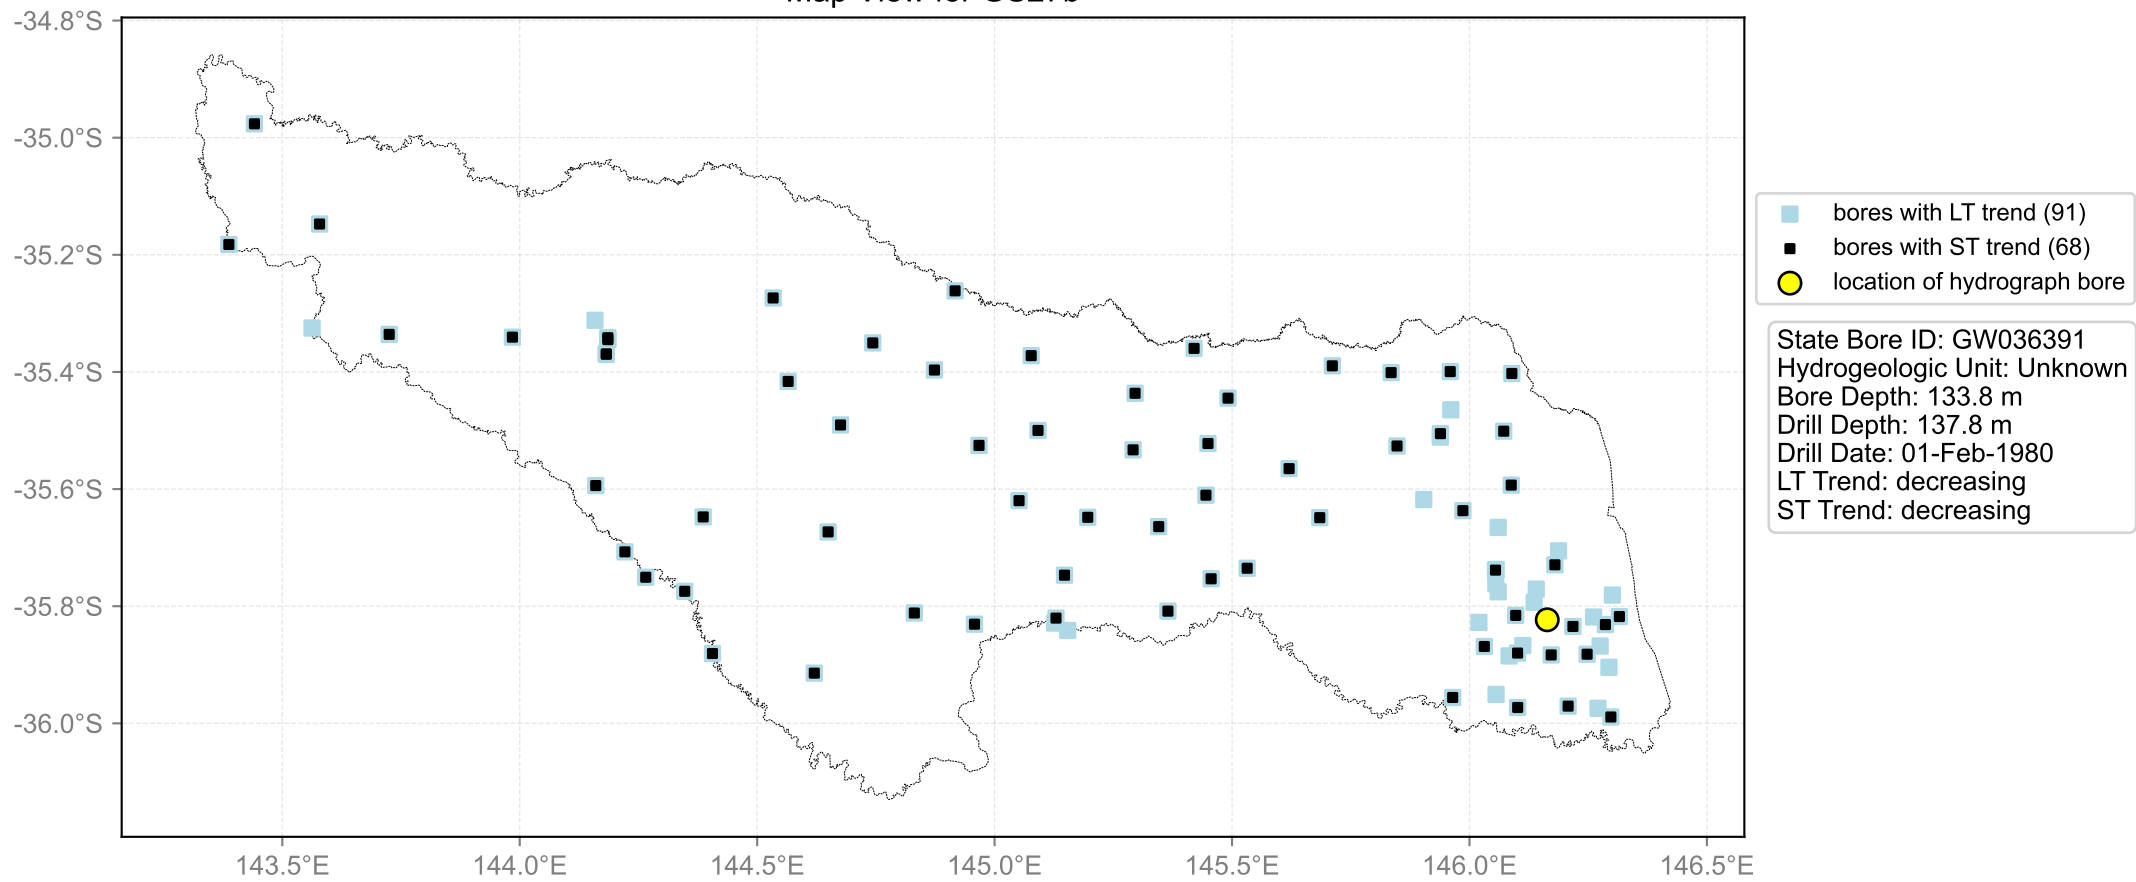 -34.8°S
-35.0°S
-35.2°S
-35.4°S
-35.6°S
-35.8°S
-36.0°S
143.5°E
144.0°E
144.5°E
145.0°E
145.5°E
146.0°E
146.5°E
bores with LT trend (91)
bores with ST trend (68)
location of hydrograph bore
State Bore ID: GW036391
Hydrogeologic Unit: Unknown
Bore Depth: 133.8 m
Drill Depth: 137.8 m
Drill Date: 01-Feb-1980
LT Trend: decreasing
ST Trend: decreasing